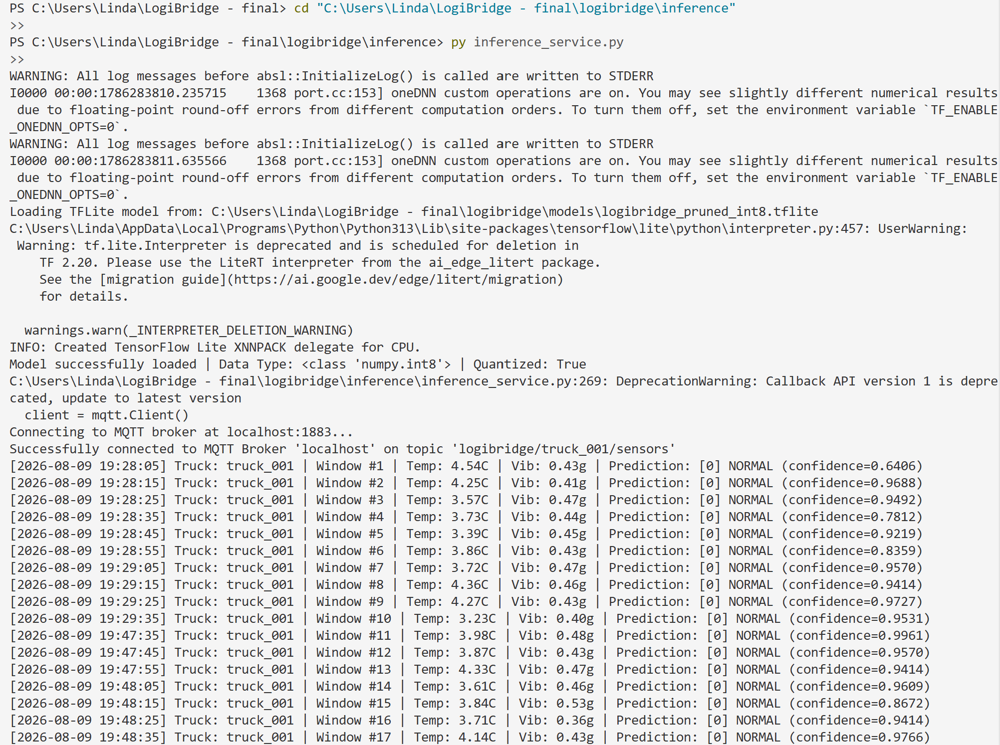 PS C:\Users\Linda\LogiBridge - final> cd "C:\Users\Linda\LogiBridge - final\logibridge\inference"
>>
PS C:\Users\Linda\LogiBridge - final\logibridge\inference> py inference_service.py
>>
WARNING: All log messages before absl::InitializeLog() is called are written to STDERR
I0000 00:00:1786283810.235715    1368 port.cc:153] oneDNN custom operations are on. You may see slightly different numerical results
 due to floating-point round-off errors from different computation orders. To turn them off, set the environment variable `TF_ENABLE
_ONEDNN_OPTS=0`.
WARNING: All log messages before absl::InitializeLog() is called are written to STDERR
I0000 00:00:1786283811.635566    1368 port.cc:153] oneDNN custom operations are on. You may see slightly different numerical results
 due to floating-point round-off errors from different computation orders. To turn them off, set the environment variable `TF_ENABLE
_ONEDNN_OPTS=0`.
Loading TFLite model from: C:\Users\Linda\LogiBridge - final\logibridge\models\logibridge_pruned_int8.tflite
C:\Users\Linda\AppData\Local\Programs\Python\Python313\Lib\site-packages\tensorflow\lite\python\interpreter.py:457: UserWarning:
 Warning: tf.lite.Interpreter is deprecated and is scheduled for deletion in
    TF 2.20. Please use the LiteRT interpreter from the ai_edge_litert package.
    See the [migration guide](https://ai.google.dev/edge/litert/migration)
    for details.

  warnings.warn(_INTERPRETER_DELETION_WARNING)
INFO: Created TensorFlow Lite XNNPACK delegate for CPU.
Model successfully loaded | Data Type: <class 'numpy.int8'> | Quantized: True
C:\Users\Linda\LogiBridge - final\logibridge\inference\inference_service.py:269: DeprecationWarning: Callback API version 1 is depre
cated, update to latest version
  client = mqtt.Client()
Connecting to MQTT broker at localhost:1883...
Successfully connected to MQTT Broker 'localhost' on topic 'logibridge/truck_001/sensors'
[2026-08-09 19:28:05] Truck: truck_001 | Window #1 | Temp: 4.54C | Vib: 0.43g | Prediction: [0] NORMAL (confidence=0.6406)
[2026-08-09 19:28:15] Truck: truck_001 | Window #2 | Temp: 4.25C | Vib: 0.41g | Prediction: [0] NORMAL (confidence=0.9688)
[2026-08-09 19:28:25] Truck: truck_001 | Window #3 | Temp: 3.57C | Vib: 0.47g | Prediction: [0] NORMAL (confidence=0.9492)
[2026-08-09 19:28:35] Truck: truck_001 | Window #4 | Temp: 3.73C | Vib: 0.44g | Prediction: [0] NORMAL (confidence=0.7812)
[2026-08-09 19:28:45] Truck: truck_001 | Window #5 | Temp: 3.39C | Vib: 0.45g | Prediction: [0] NORMAL (confidence=0.9219)
[2026-08-09 19:28:55] Truck: truck_001 | Window #6 | Temp: 3.86C | Vib: 0.43g | Prediction: [0] NORMAL (confidence=0.8359)
[2026-08-09 19:29:05] Truck: truck_001 | Window #7 | Temp: 3.72C | Vib: 0.47g | Prediction: [0] NORMAL (confidence=0.9570)
[2026-08-09 19:29:15] Truck: truck_001 | Window #8 | Temp: 4.36C | Vib: 0.46g | Prediction: [0] NORMAL (confidence=0.9414)
[2026-08-09 19:29:25] Truck: truck_001 | Window #9 | Temp: 4.27C | Vib: 0.43g | Prediction: [0] NORMAL (confidence=0.9727)
[2026-08-09 19:29:35] Truck: truck_001 | Window #10 | Temp: 3.23C | Vib: 0.40g | Prediction: [0] NORMAL (confidence=0.9531)
[2026-08-09 19:47:35] Truck: truck_001 | Window #11 | Temp: 3.98C | Vib: 0.48g | Prediction: [0] NORMAL (confidence=0.9961)
[2026-08-09 19:47:45] Truck: truck_001 | Window #12 | Temp: 3.87C | Vib: 0.43g | Prediction: [0] NORMAL (confidence=0.9570)
[2026-08-09 19:47:55] Truck: truck_001 | Window #13 | Temp: 4.33C | Vib: 0.47g | Prediction: [0] NORMAL (confidence=0.9414)
[2026-08-09 19:48:05] Truck: truck_001 | Window #14 | Temp: 3.61C | Vib: 0.46g | Prediction: [0] NORMAL (confidence=0.9609)
[2026-08-09 19:48:15] Truck: truck_001 | Window #15 | Temp: 3.84C | Vib: 0.53g | Prediction: [0] NORMAL (confidence=0.8672)
[2026-08-09 19:48:25] Truck: truck_001 | Window #16 | Temp: 3.71C | Vib: 0.36g | Prediction: [0] NORMAL (confidence=0.9414)
[2026-08-09 19:48:35] Truck: truck_001 | Window #17 | Temp: 4.14C | Vib: 0.43g | Prediction: [0] NORMAL (confidence=0.9766)